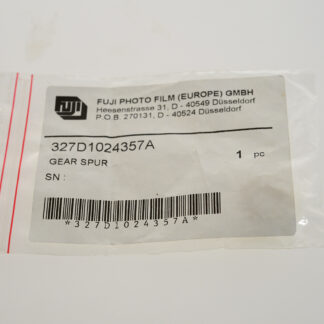 FUJI
FUJI PHOTO FILM (EUROPE) GMBH
Heesenstrasse 31, D - 40549 Düsseldorf
P.O.B. 270131, D - 40524 Düsseldorf
327D1024357A
1 pc
GEAR SPUR
SN :
*327D1024357A*